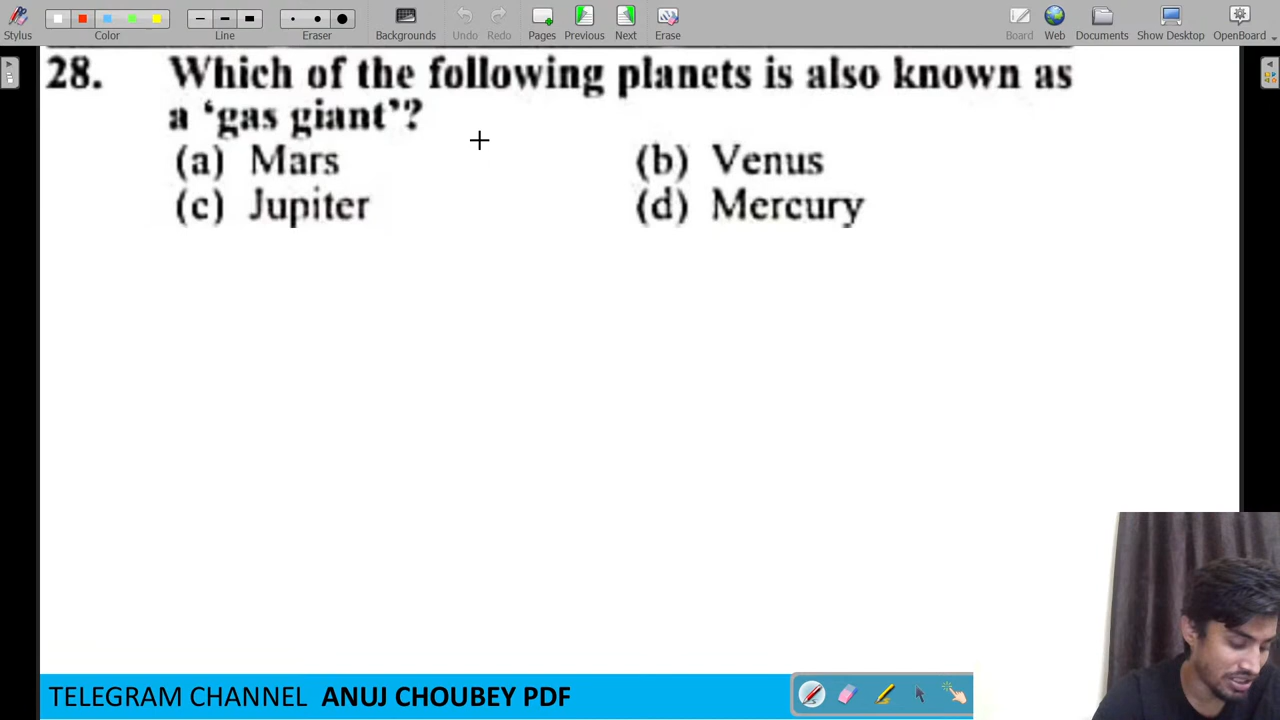 Stylus Color Line Eraser Backgrounds Undo Redo Pages Previous Next Erase Board Web Documents Show Desktop OpenBoard
28. Which of the following planets is also known as
a ‘gas giant’?
(a) Mars (b) Venus
(c) Jupiter (d) Mercury
TELEGRAM CHANNEL ANUJ CHOUBEY PDF